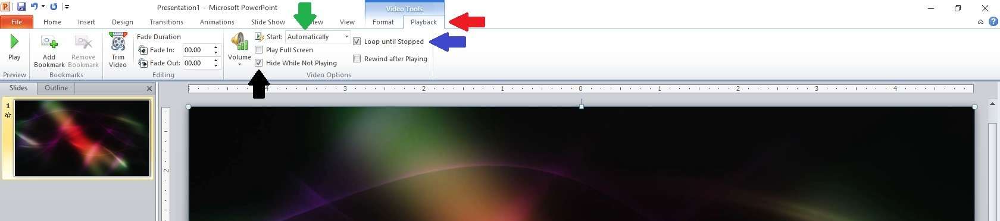 Presentation1 - Microsoft PowerPoint
Video Tools
File Home Insert Design Transitions Animations Slide Show View Format Playback
Fade Duration
Start: Automatically
Loop until Stopped
Fade In: 00.00
Play Full Screen
Play
Add Bookmark
Remove Bookmark
Trim Video
Volume
Rewind after Playing
Fade Out: 00.00
Hide While Not Playing
Preview Bookmarks Editing Video Options
Slides Outline
4 3 2 1 0 1 2 3 4
1
2